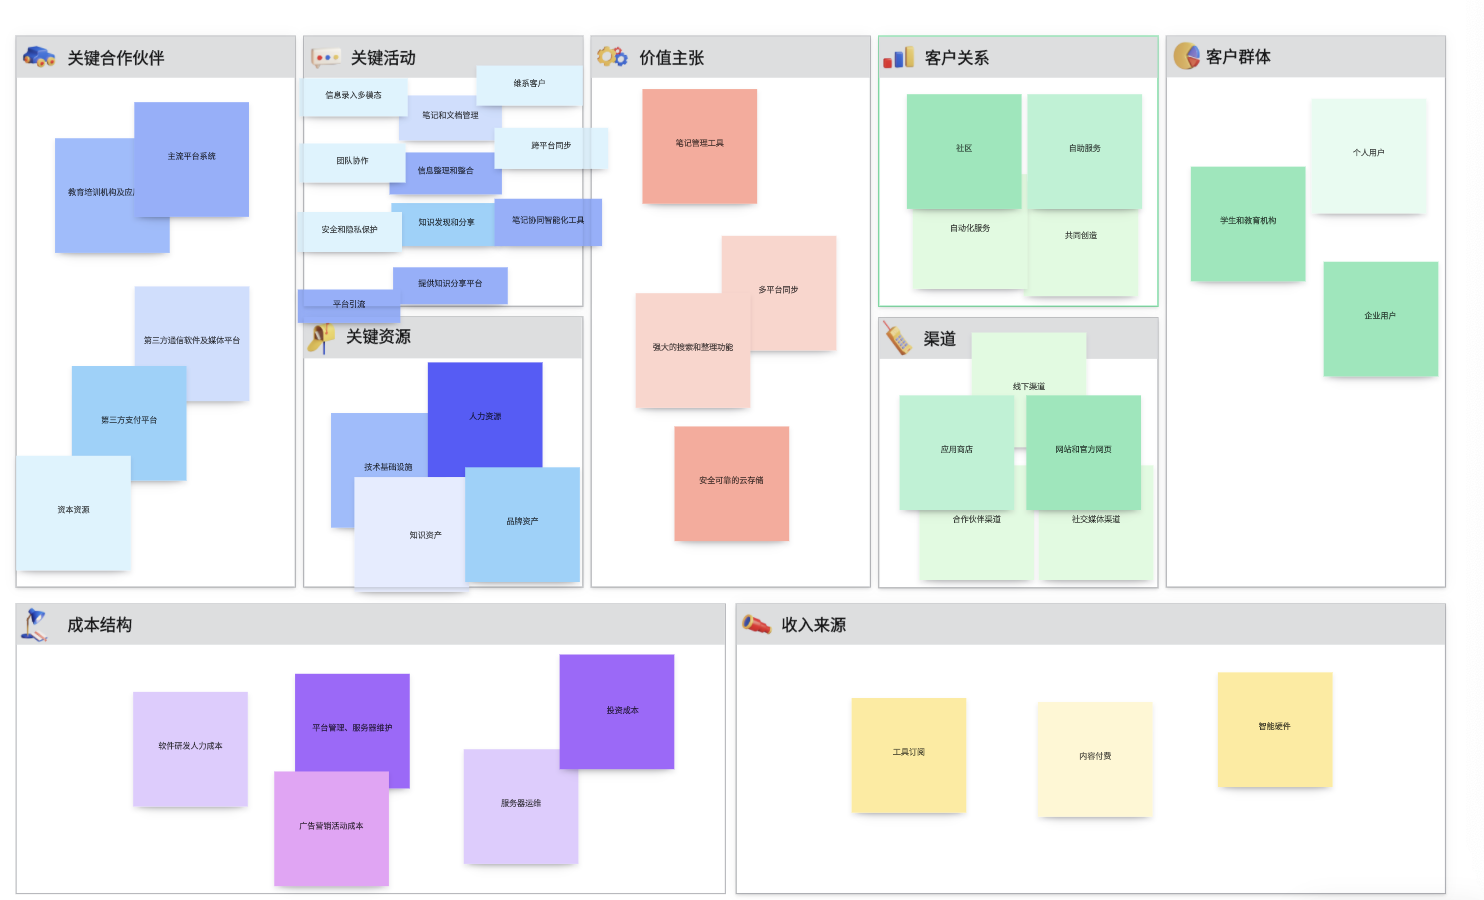 关键合作伙伴
主流平台系统
教育培训机构及应
第三方通信软件及媒体平台
第三方支付平台
资本资源
关键活动
维系客户
信息录入多模态
笔记和文档管理
跨平台同步
团队协作
信息整理和整合
知识发现和分享
笔记协同智能化工具
安全和隐私保护
提供知识分享平台
平台引流
关键资源
人力资源
技术基础设施
品牌资产
知识资产
价值主张
笔记管理工具
多平台同步
强大的搜索和整理功能
安全可靠的云存储
客户关系
社区
自助服务
自动化服务
共同创造
渠道
线下渠道
应用商店
网站和官方网页
合作伙伴渠道
社交媒体渠道
客户群体
个人用户
学生和教育机构
企业用户
成本结构
投资成本
平台管理、服务器维护
软件研发人力成本
服务器运维
广告营销活动成本
收入来源
智能硬件
工具订阅
内容付费